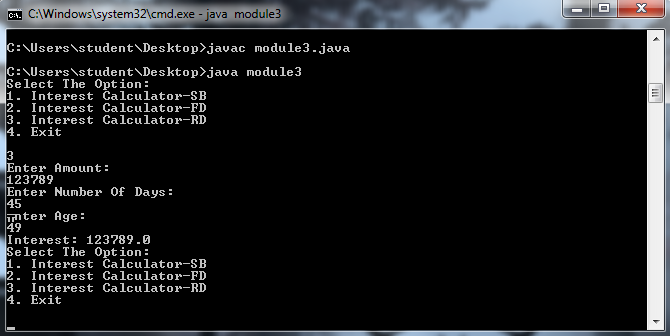 C:\Windows\system32\cmd.exe - java module3
C:\Users\student\Desktop>javac module3.java
C:\Users\student\Desktop>java module3
Select The Option:
1. Interest Calculator-SB
2. Interest Calculator-FD
3. Interest Calculator-RD
4. Exit
3
Enter Amount:
123789
Enter Number Of Days:
45
Enter Age:
49
Interest: 123789.0
Select The Option:
1. Interest Calculator-SB
2. Interest Calculator-FD
3. Interest Calculator-RD
4. Exit